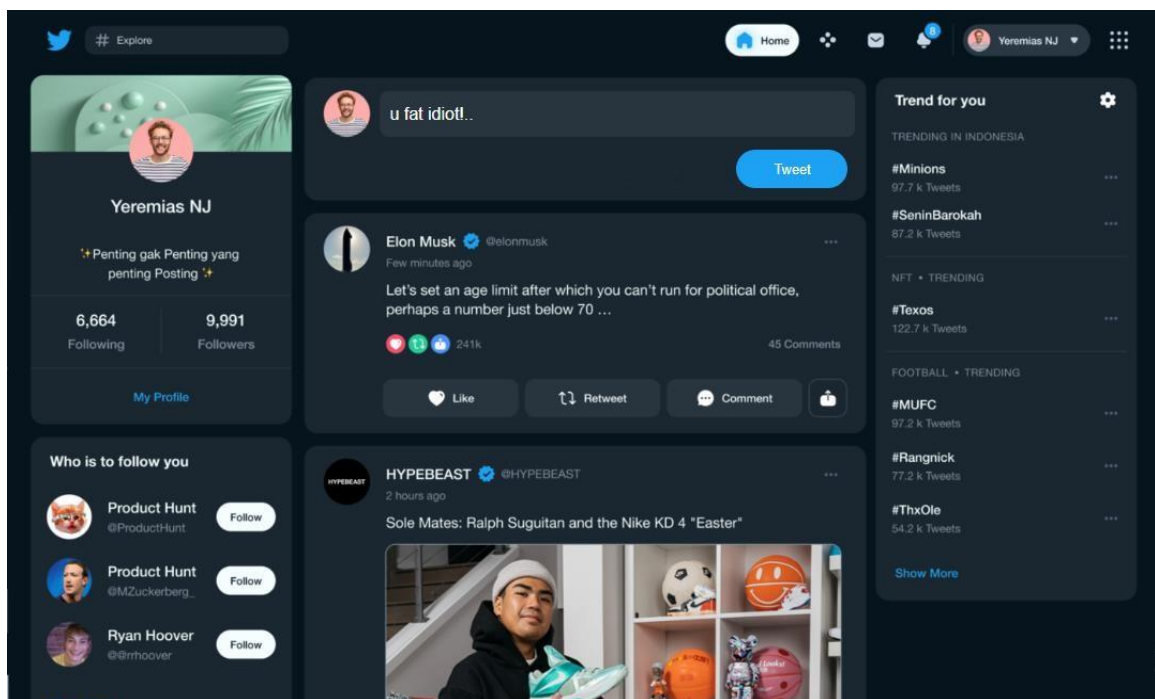 # Explore
Home
8
Yeremias NJ
Yeremias NJ
✨Penting gak Penting yang
penting Posting ✨
6,664
Following
9,991
Followers
My Profile
Who is to follow you
Product Hunt
@ProductHunt
Follow
Product Hunt
@MZuckerberg_
Follow
Ryan Hoover
@@rrhoover
Follow
u fat idiot!..
Tweet
Elon Musk @elonmusk
Few minutes ago
Let's set an age limit after which you can't run for political office,
perhaps a number just below 70 ...
241k
45 Comments
Like
Retweet
Comment
HYPEBEAST
HYPEBEAST @HYPEBEAST
2 hours ago
Sole Mates: Ralph Suguitan and the Nike KD 4 "Easter"
Trend for you
TRENDING IN INDONESIA
#Minions
97.7 k Tweets
#SeninBarokah
87.2 k Tweets
NFT • TRENDING
#Texos
122.7 k Tweets
FOOTBALL • TRENDING
#MUFC
97.2 k Tweets
#Rangnick
77.2 k Tweets
#ThxOle
54.2 k Tweets
Show More